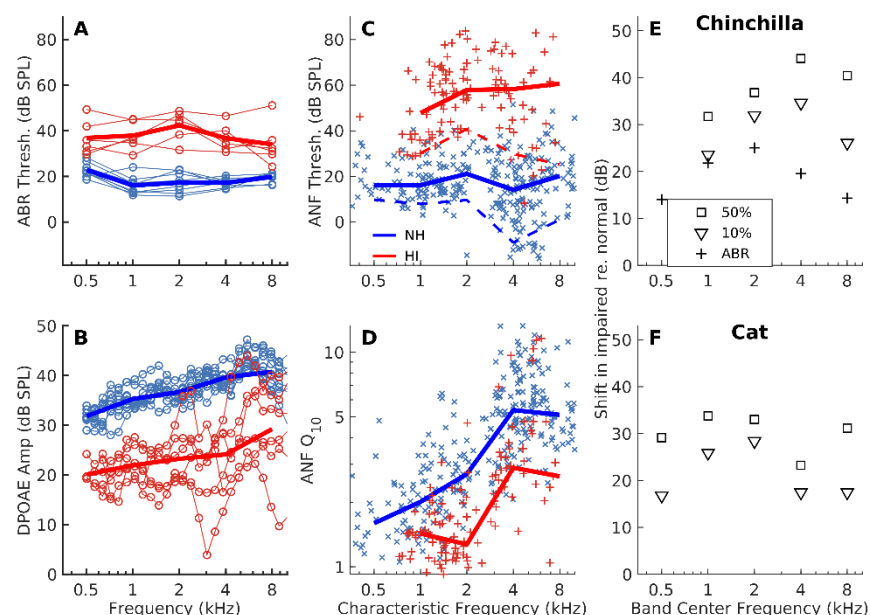 A
ABR Thresh. (dB SPL)
80
60
40
20
0
0.5 1 2 4 8
C
ANF Thresh. (dB SPL)
80
60
40
20
0
NH
HI
0.5 1 2 4 8
E Chinchilla
Shift in impaired re. normal (dB)
50
40
30
20
10
0
50%
10%
ABR
0.5 1 2 4 8
B
DPOAE Amp (dB SPL)
50
40
30
20
10
0
0.5 1 2 4 8
Frequency (kHz)
D
ANF Q10
10
5
1
0.5 1 2 4 8
Characteristic Frequency (kHz)
F Cat
50
40
30
20
10
0
0.5 1 2 4 8
Band Center Frequency (kHz)